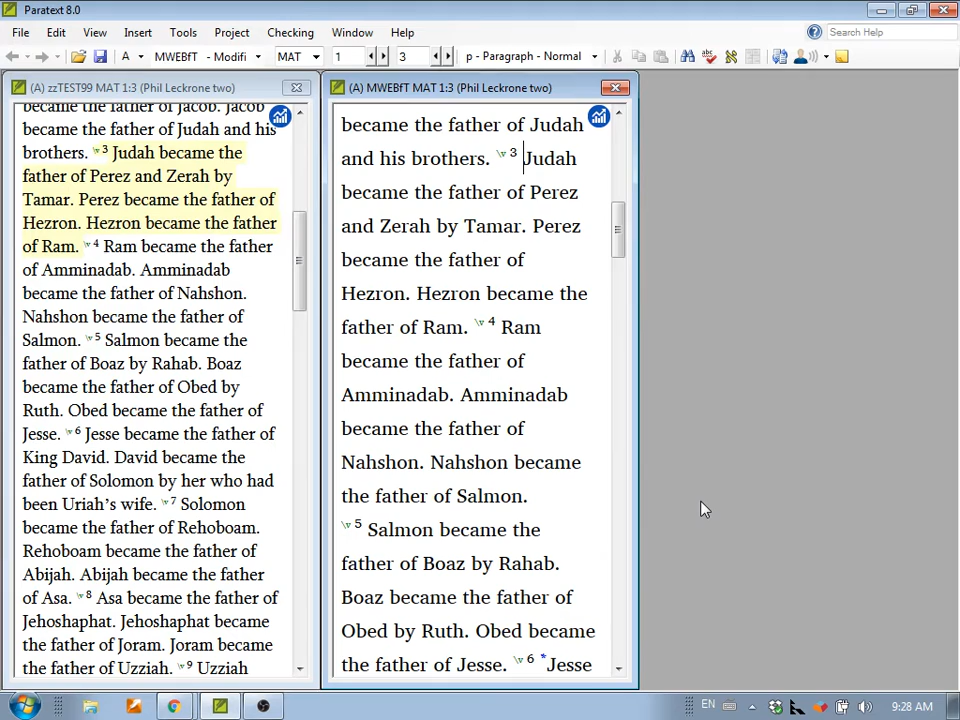 Paratext 8.0
File Edit View Insert Tools Project Checking Window Help
Search Help
A MWEBfT - Modifi MAT 1 3 p - Paragraph - Normal
(A) zzTEST99 MAT 1:3 (Phil Leckrone two)
became the father of Jacob. Jacob
became the father of Judah and his
brothers. \v 3 Judah became the
father of Perez and Zerah by
Tamar. Perez became the father of
Hezron. Hezron became the father
of Ram. \v 4 Ram became the father
of Amminadab. Amminadab
became the father of Nahshon.
Nahshon became the father of
Salmon. \v 5 Salmon became the
father of Boaz by Rahab. Boaz
became the father of Obed by
Ruth. Obed became the father of
Jesse. \v 6 Jesse became the father of
King David. David became the
father of Solomon by her who had
been Uriah’s wife. \v 7 Solomon
became the father of Rehoboam.
Rehoboam became the father of
Abijah. Abijah became the father
of Asa. \v 8 Asa became the father of
Jehoshaphat. Jehoshaphat became
the father of Joram. Joram became
the father of Uzziah. \v 9 Uzziah
(A) MWEBfT MAT 1:3 (Phil Leckrone two)
became the father of Judah
and his brothers. \v 3 Judah
became the father of Perez
and Zerah by Tamar. Perez
became the father of
Hezron. Hezron became the
father of Ram. \v 4 Ram
became the father of
Amminadab. Amminadab
became the father of
Nahshon. Nahshon became
the father of Salmon.
\v 5 Salmon became the
father of Boaz by Rahab.
Boaz became the father of
Obed by Ruth. Obed became
the father of Jesse. \v 6 *Jesse
EN 9:28 AM